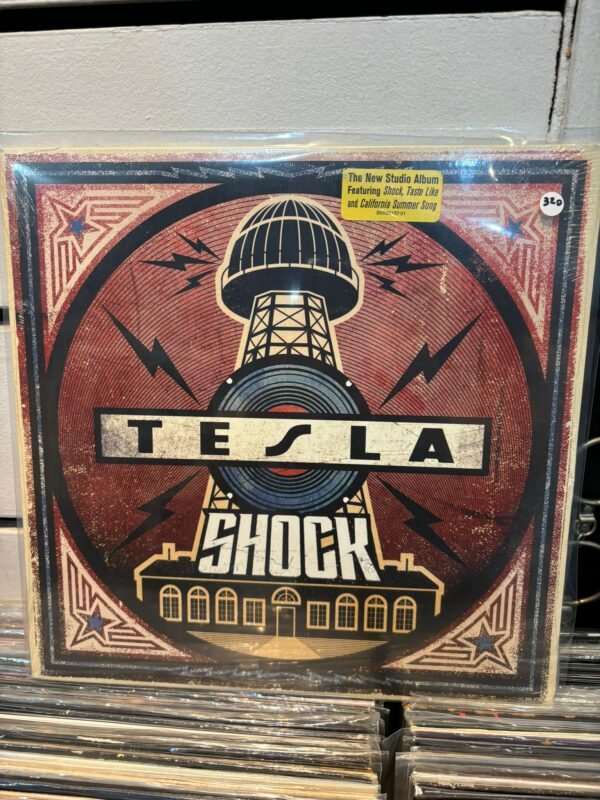 The New Studio Album
Featuring Shock, Taste Like
and California Summer Song
320
TESLA
SHOCK